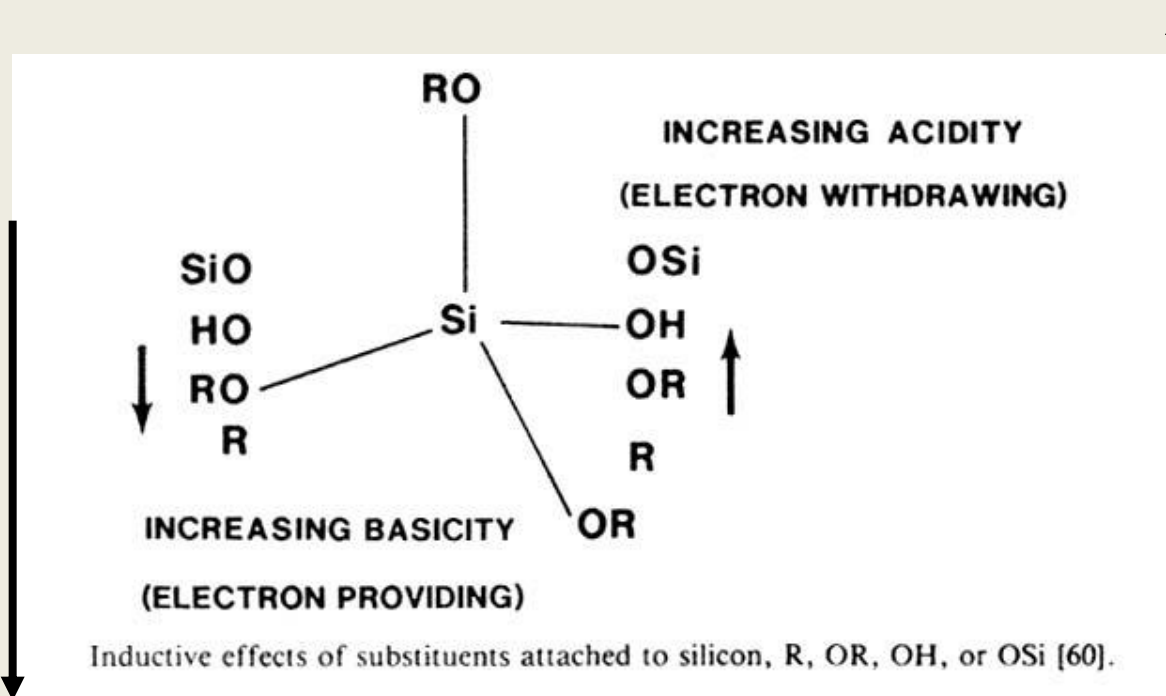 RO
INCREASING ACIDITY
(ELECTRON WITHDRAWING)
SiO
OSi
HO
Si
OH
RO
OR
R
R
OR
INCREASING BASICITY
(ELECTRON PROVIDING)
Inductive effects of substituents attached to silicon, R, OR, OH, or OSi [60].